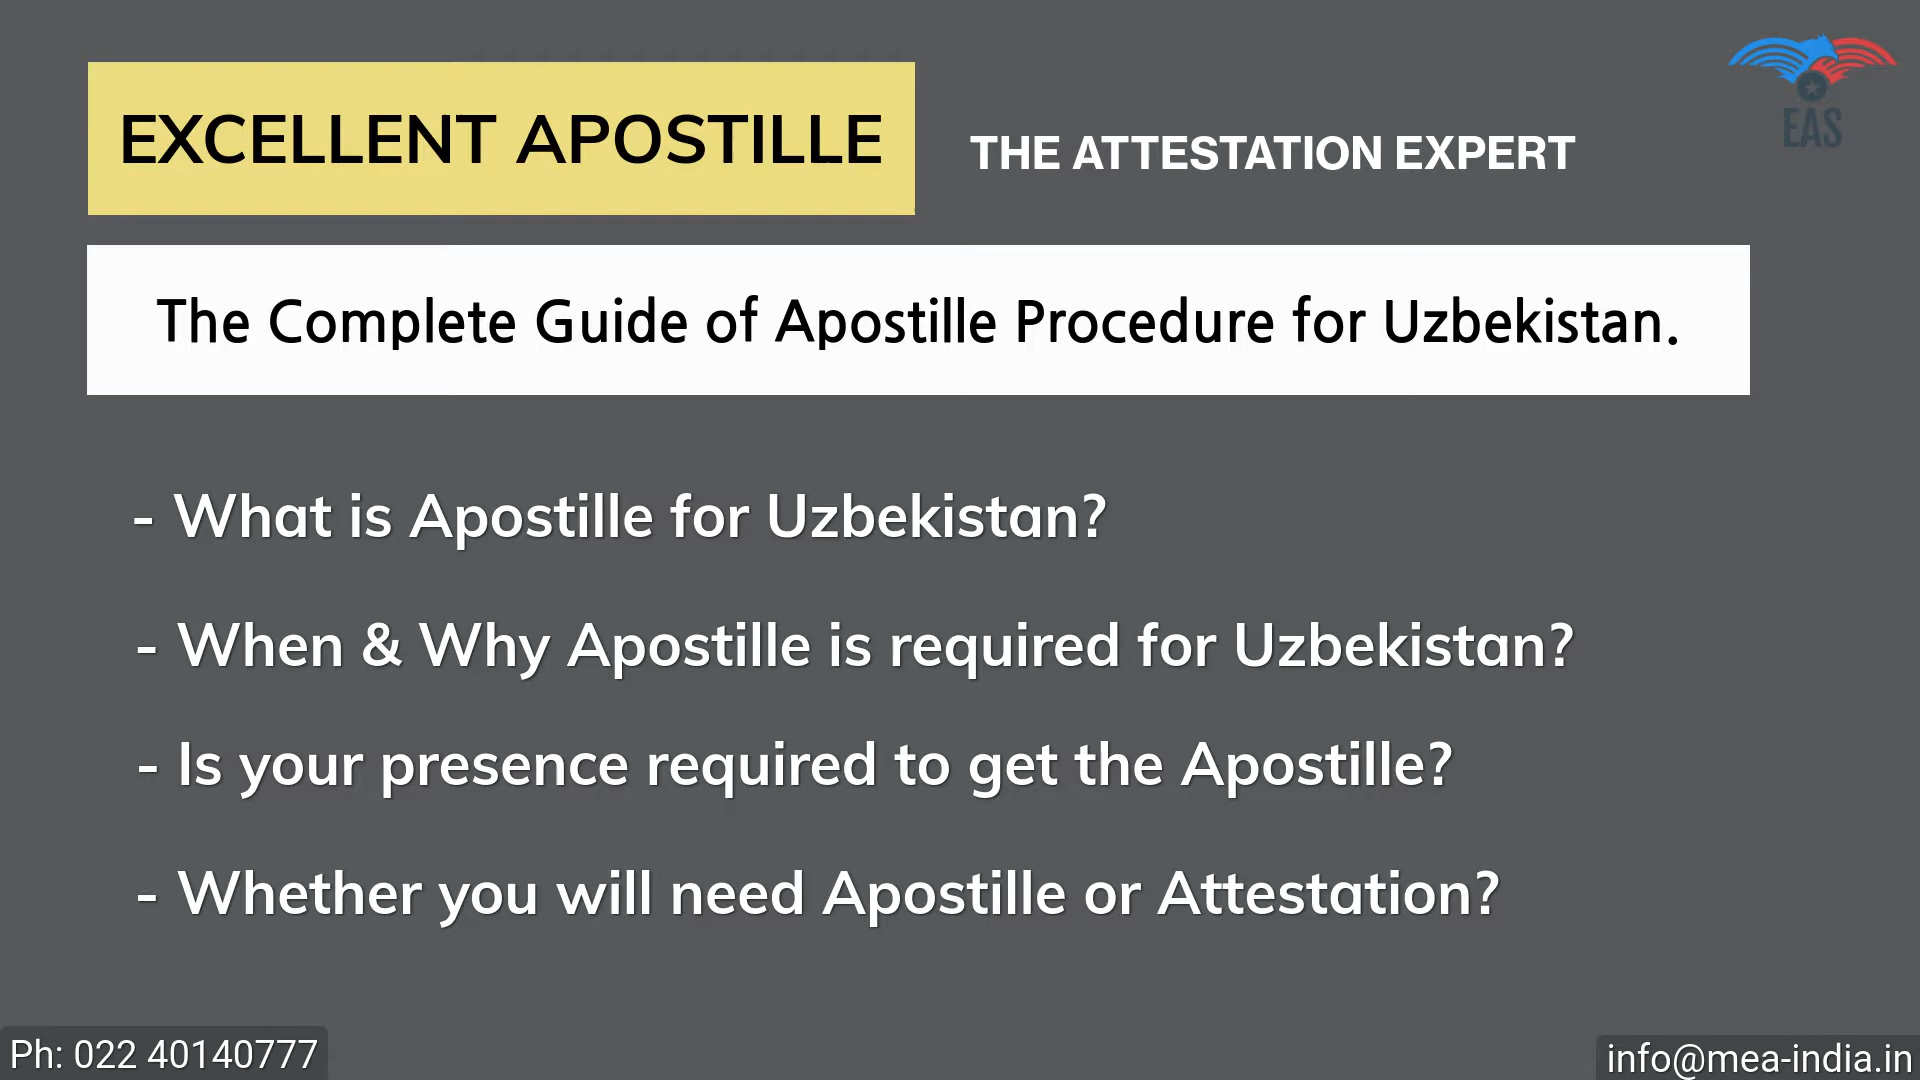 EXCELLENT APOSTILLE
THE ATTESTATION EXPERT
EAS
The Complete Guide of Apostille Procedure for Uzbekistan.
- What is Apostille for Uzbekistan?
- When & Why Apostille is required for Uzbekistan?
- Is your presence required to get the Apostille?
- Whether you will need Apostille or Attestation?
Ph: 022 40140777
info@mea-india.in